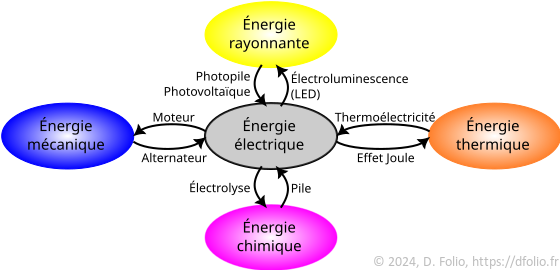 Énergie
rayonnante
Photopile
Photovoltaïque
Électroluminescence
(LED)
Énergie
mécanique
Moteur
Alternateur
Énergie
électrique
Thermoélectricité
Effet Joule
Énergie
thermique
Électrolyse
Pile
Énergie
chimique
© 2024, D. Folio, https://dfolio.fr